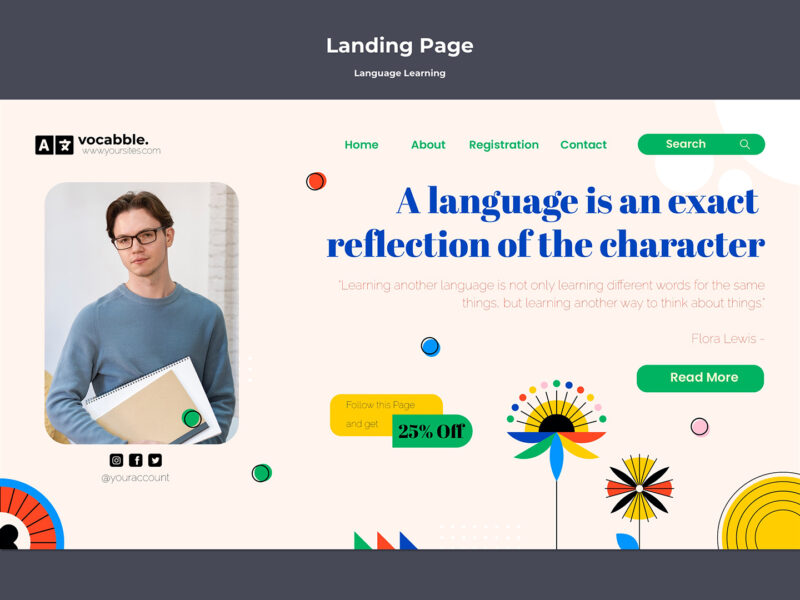 Landing Page
Language Learning
A 文
vocabble.
www.yoursites.com
Home About Registration Contact Search
A language is an exact
reflection of the character
"Learning another language is not only learning different words for the same
things, but learning another way to think about things."
Flora Lewis -
Read More
Follow this Page
and get
25% Off
@youraccount